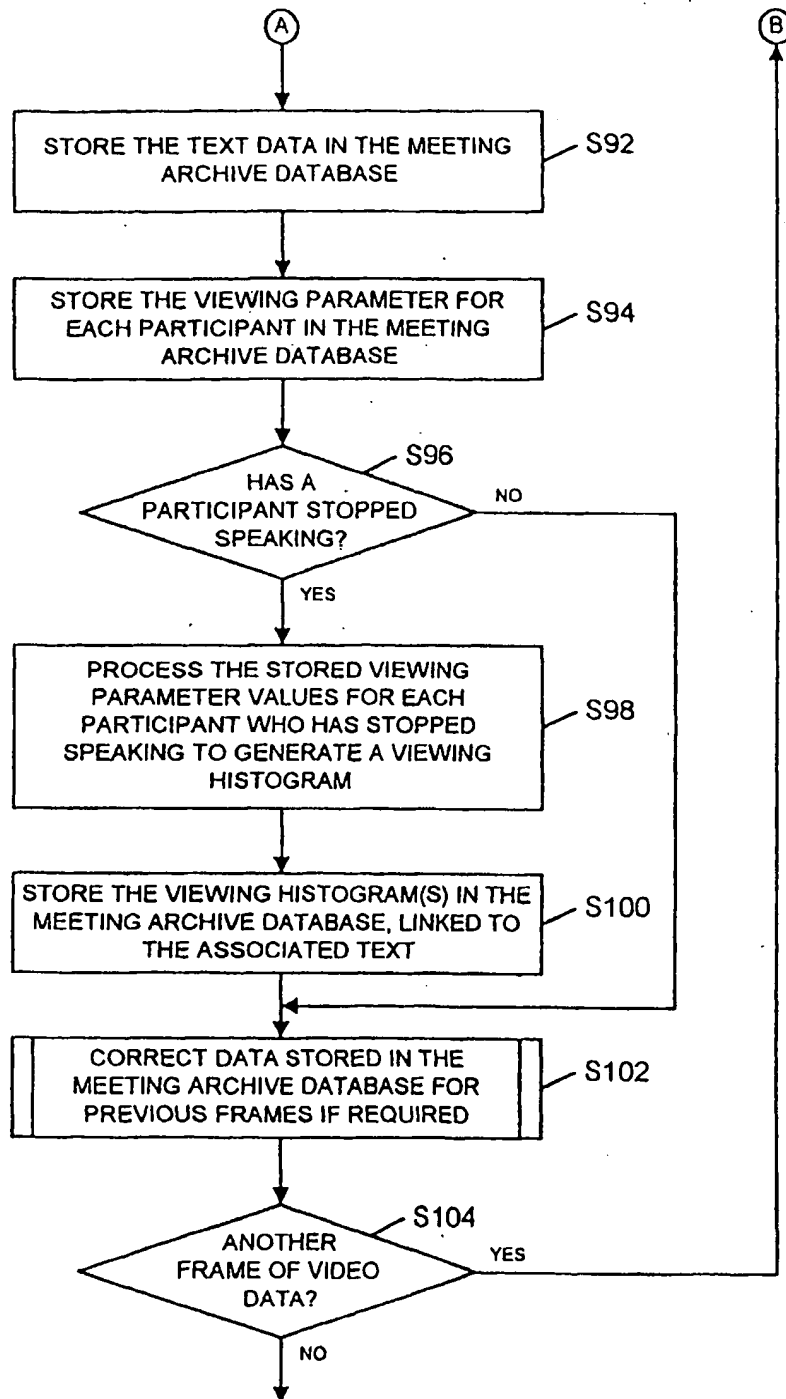 A
B
STORE THE TEXT DATA IN THE MEETING
ARCHIVE DATABASE
S92
STORE THE VIEWING PARAMETER FOR
EACH PARTICIPANT IN THE MEETING
ARCHIVE DATABASE
S94
S96
HAS A
PARTICIPANT STOPPED
SPEAKING?
NO
YES
PROCESS THE STORED VIEWING
PARAMETER VALUES FOR EACH
PARTICIPANT WHO HAS STOPPED
SPEAKING TO GENERATE A VIEWING
HISTOGRAM
S98
STORE THE VIEWING HISTOGRAM(S) IN THE
MEETING ARCHIVE DATABASE, LINKED TO
THE ASSOCIATED TEXT
S100
CORRECT DATA STORED IN THE
MEETING ARCHIVE DATABASE FOR
PREVIOUS FRAMES IF REQUIRED
S102
S104
ANOTHER
FRAME OF VIDEO
DATA?
YES
NO